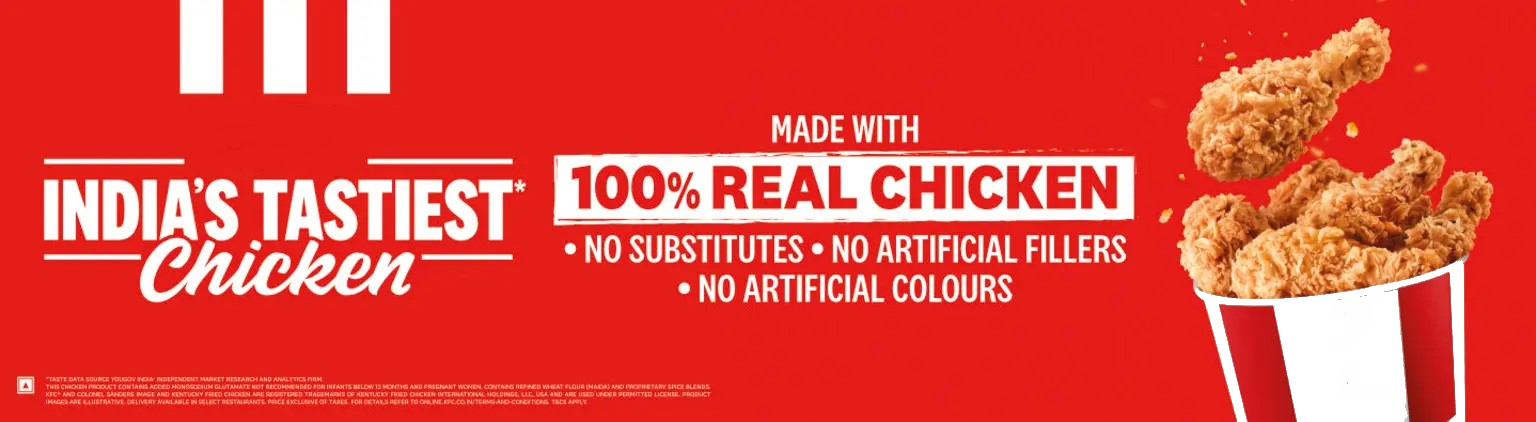 INDIA'S TASTIEST*
Chicken
MADE WITH
100% REAL CHICKEN
• NO SUBSTITUTES • NO ARTIFICIAL FILLERS
• NO ARTIFICIAL COLOURS
*TASTE DATA SOURCE YOUGOV INDIA- INDEPENDENT MARKET RESEARCH AND ANALYTICS FIRM.
THIS CHICKEN PRODUCT CONTAINS ADDED MONOSODIUM GLUTAMATE NOT RECOMMENDED FOR INFANTS BELOW 12 MONTHS AND PREGNANT WOMEN. CONTAINS REFINED WHEAT FLOUR (MAIDA) AND PROPRIETARY SPICE BLENDS.
KFC® AND COLONEL SANDERS IMAGE AND KENTUCKY FRIED CHICKEN ARE REGISTERED TRADEMARKS OF KENTUCKY FRIED CHICKEN INTERNATIONAL HOLDINGS, LLC., USA AND ARE USED UNDER PERMITTED LICENSE. PRODUCT
IMAGES ARE ILLUSTRATIVE. DELIVERY AVAILABLE IN SELECT RESTAURANTS. PRICE EXCLUSIVE OF TAXES. FOR DETAILS REFER TO ONLINE.KFC.CO.IN/TERMS-AND-CONDITIONS. T&CS APPLY.